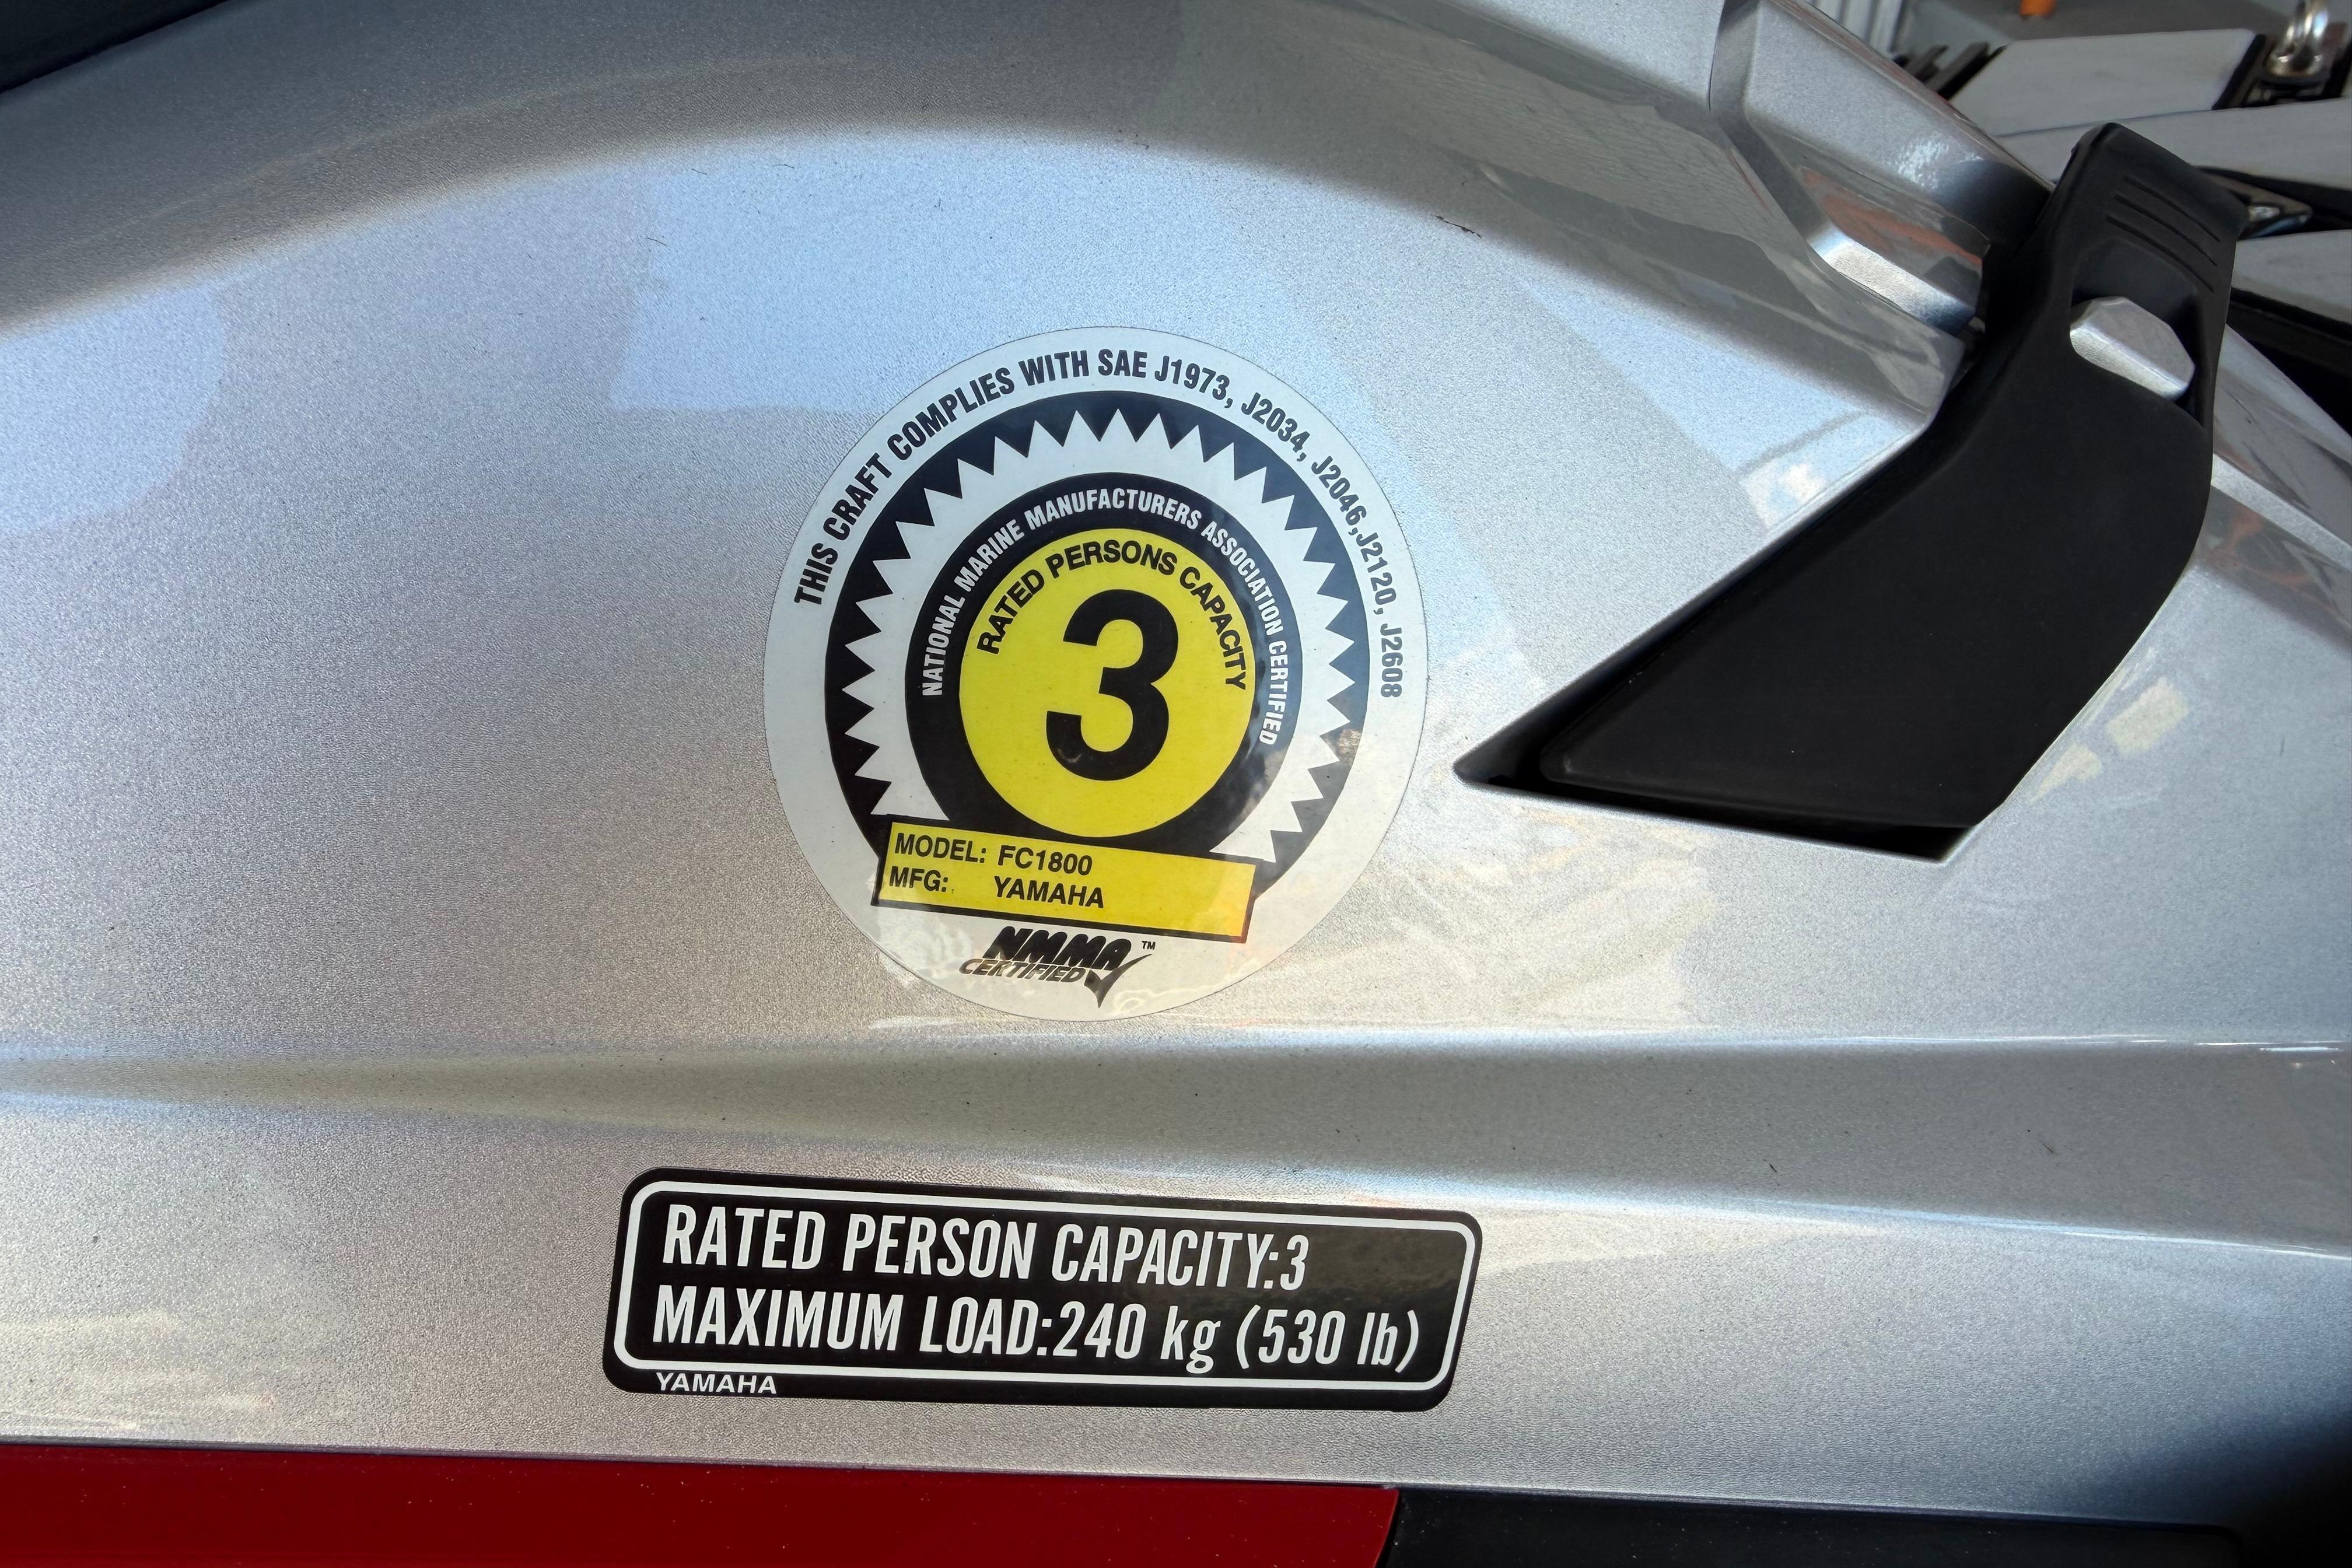 THIS CRAFT COMPLIES WITH SAE J1973, J2034, J2046,J2120, J2608
NATIONAL MARINE MANUFACTURERS ASSOCIATION CERTIFIED
RATED PERSONS CAPACITY
3
MODEL: FC1800
MFG: YAMAHA
NMMA ™
CERTIFIED
RATED PERSON CAPACITY:3
MAXIMUM LOAD:240 kg (530 lb)
YAMAHA